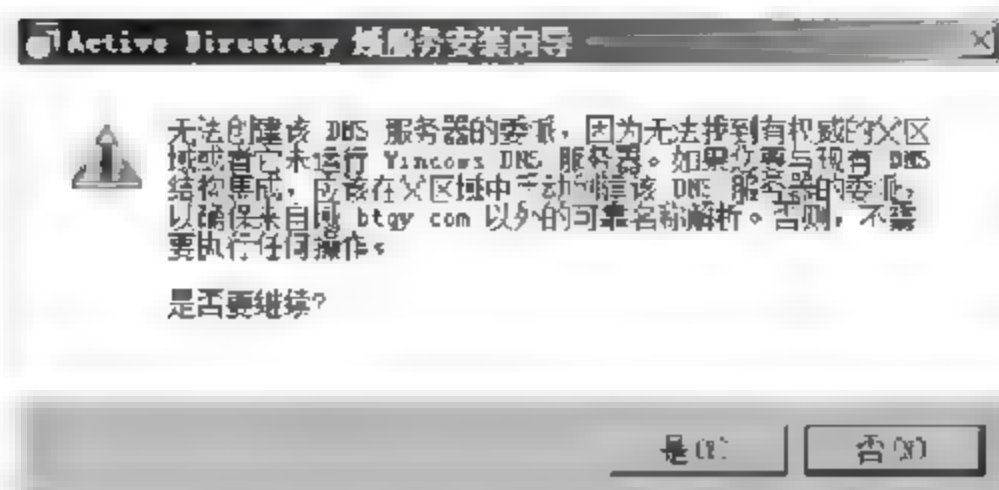 Active Directory 域服务安装向导
无法创建该 DNS 服务器的委派，因为无法找到有权威的父区
域或者它未运行 Windows DNS 服务器。如果你要与现有 DNS
结构集成，应该在父区域中手动创建该 DNS 服务器的委派，
以确保来自域 btqy com 以外的可靠名称解析。否则，不需
要执行任何操作。
是否要继续?
是(Y)
否(N)